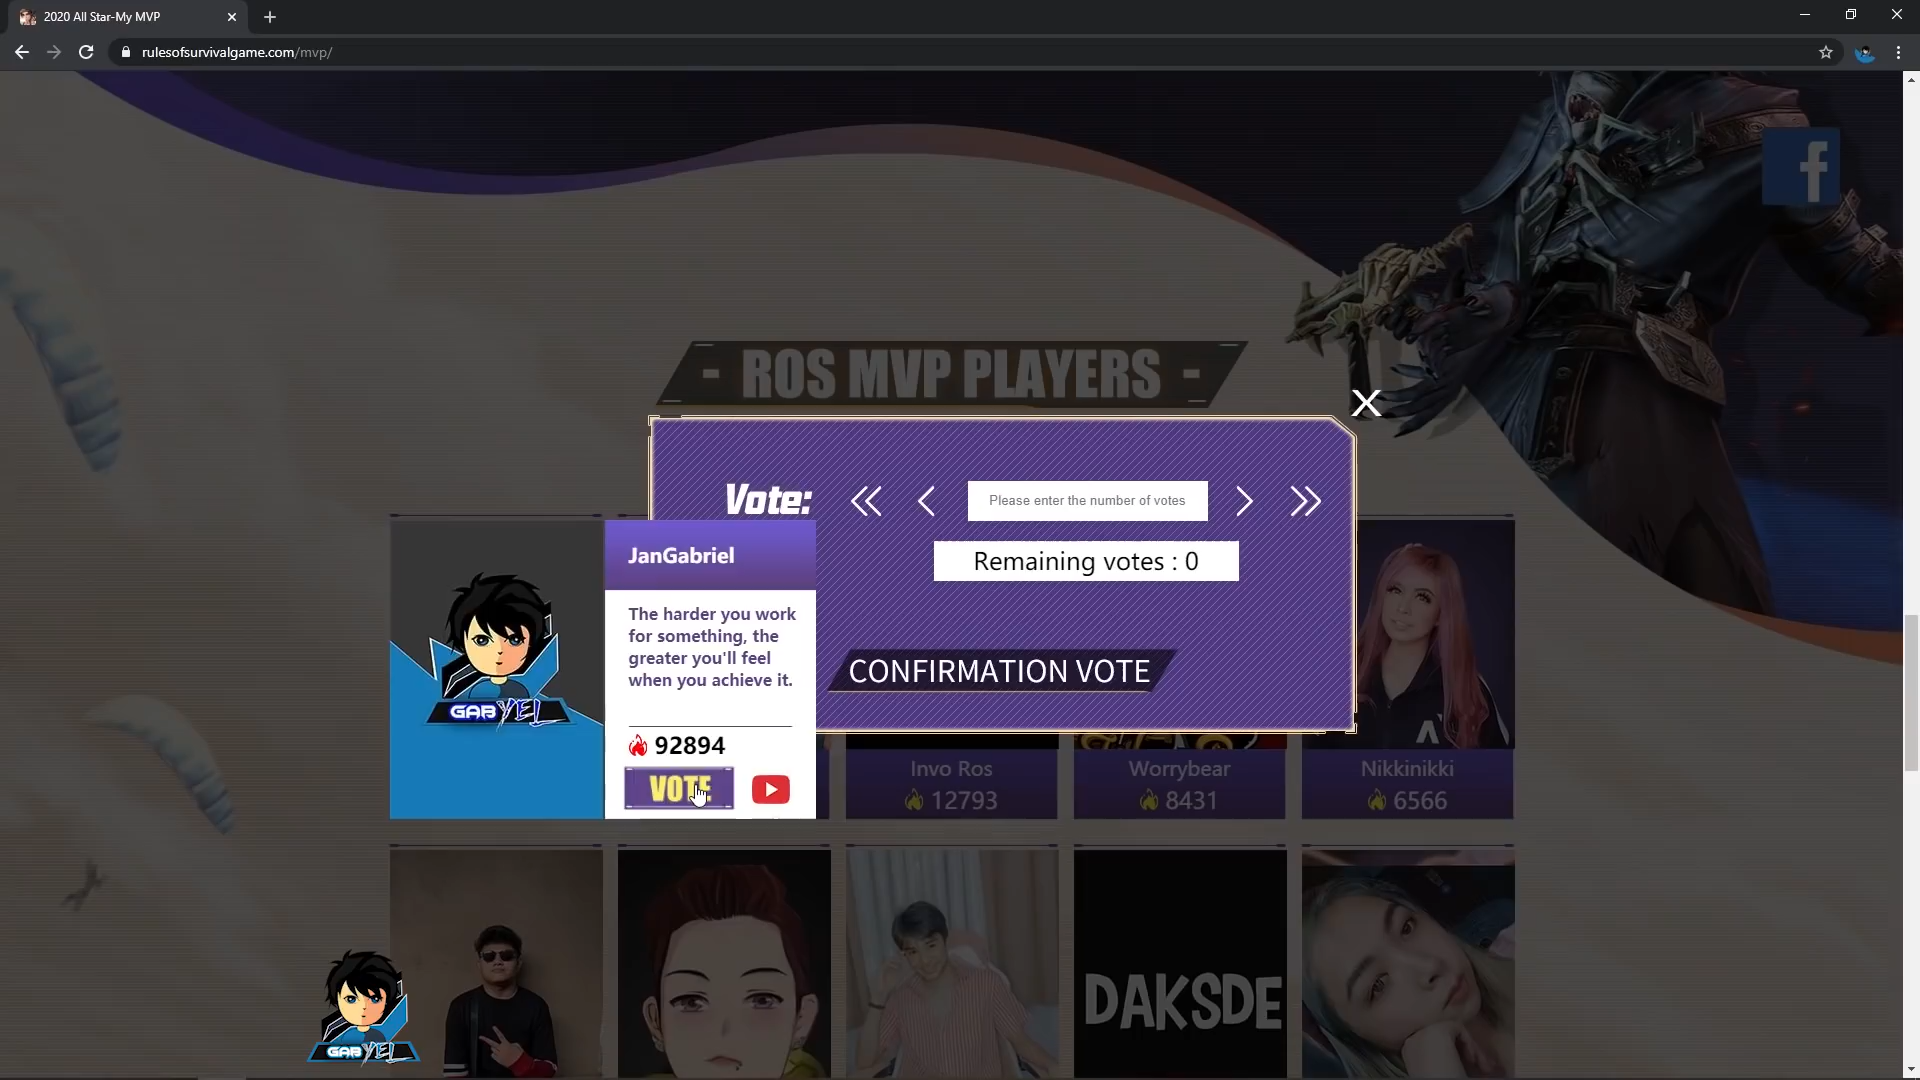 2020 All Star-My MVP
rulesofsurvivalgame.com/mvp/
f
- ROS MVP PLAYERS -
X
Vote:
Please enter the number of votes
Remaining votes : 0
CONFIRMATION VOTE
JanGabriel
The harder you work
for something, the
greater you'll feel
when you achieve it.
92894
VOTE
GABYEL
Invo Ros
12793
Worrybear
8431
Nikkinikki
6566
DAKSDE
GABYEL